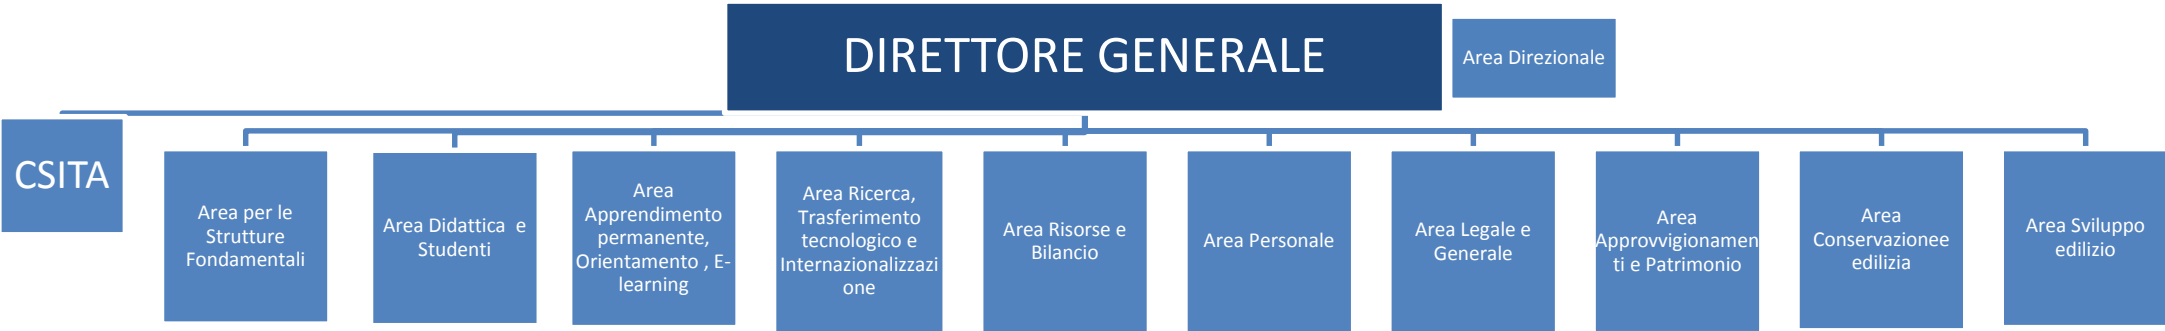 DIRETTORE GENERALE
Area Direzionale
CSITA
Area per le
Strutture
Fondamentali
Area Didattica e
Studenti
Area
Apprendimento
permanente,
Orientamento , E-
learning
Area Ricerca,
Trasferimento
tecnologico e
Internazionalizzazi
one
Area Risorse e
Bilancio
Area Personale
Area Legale e
Generale
Area
Approvvigionamen
ti e Patrimonio
Area
Conservazionee
edilizia
Area Sviluppo
edilizio